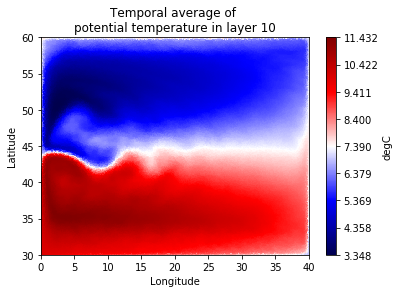 Temporal average of
potential temperature in layer 10
Latitude
60
55
50
45
40
35
30
0 5 10 15 20 25 30 35 40
Longitude
11.432
10.422
9.411
8.400
7.390
6.379
5.369
4.358
3.348
degC